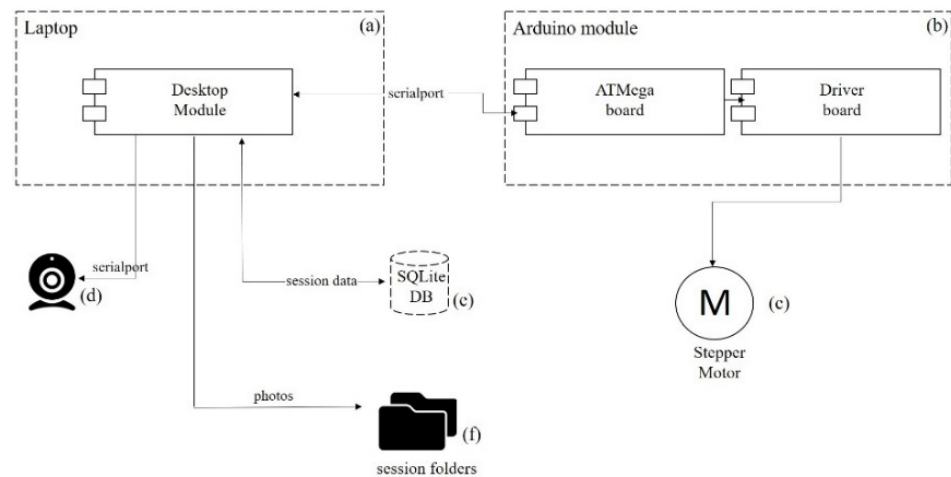 Laptop (a)
Arduino module (b)
Desktop
Module
serialport
ATMega
board
Driver
board
serialport
(d)
session data
SQLite
DB
(e)
M
(c)
Stepper
Motor
photos
(f)
session folders